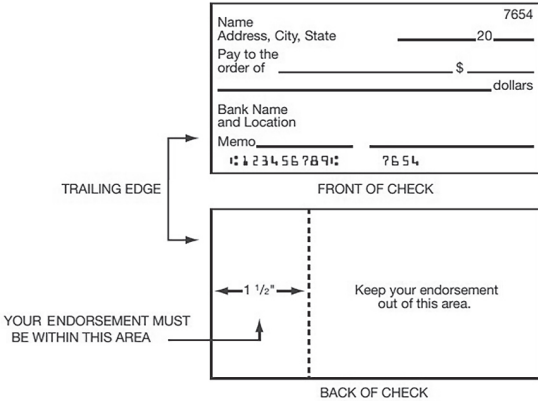 7654
Name
Address, City, State
20
Pay to the
order of $
dollars
Bank Name
and Location
Memo
⑆123456789⑆ 7654
TRAILING EDGE
FRONT OF CHECK
1 1/2"
Keep your endorsement
out of this area.
YOUR ENDORSEMENT MUST
BE WITHIN THIS AREA
BACK OF CHECK